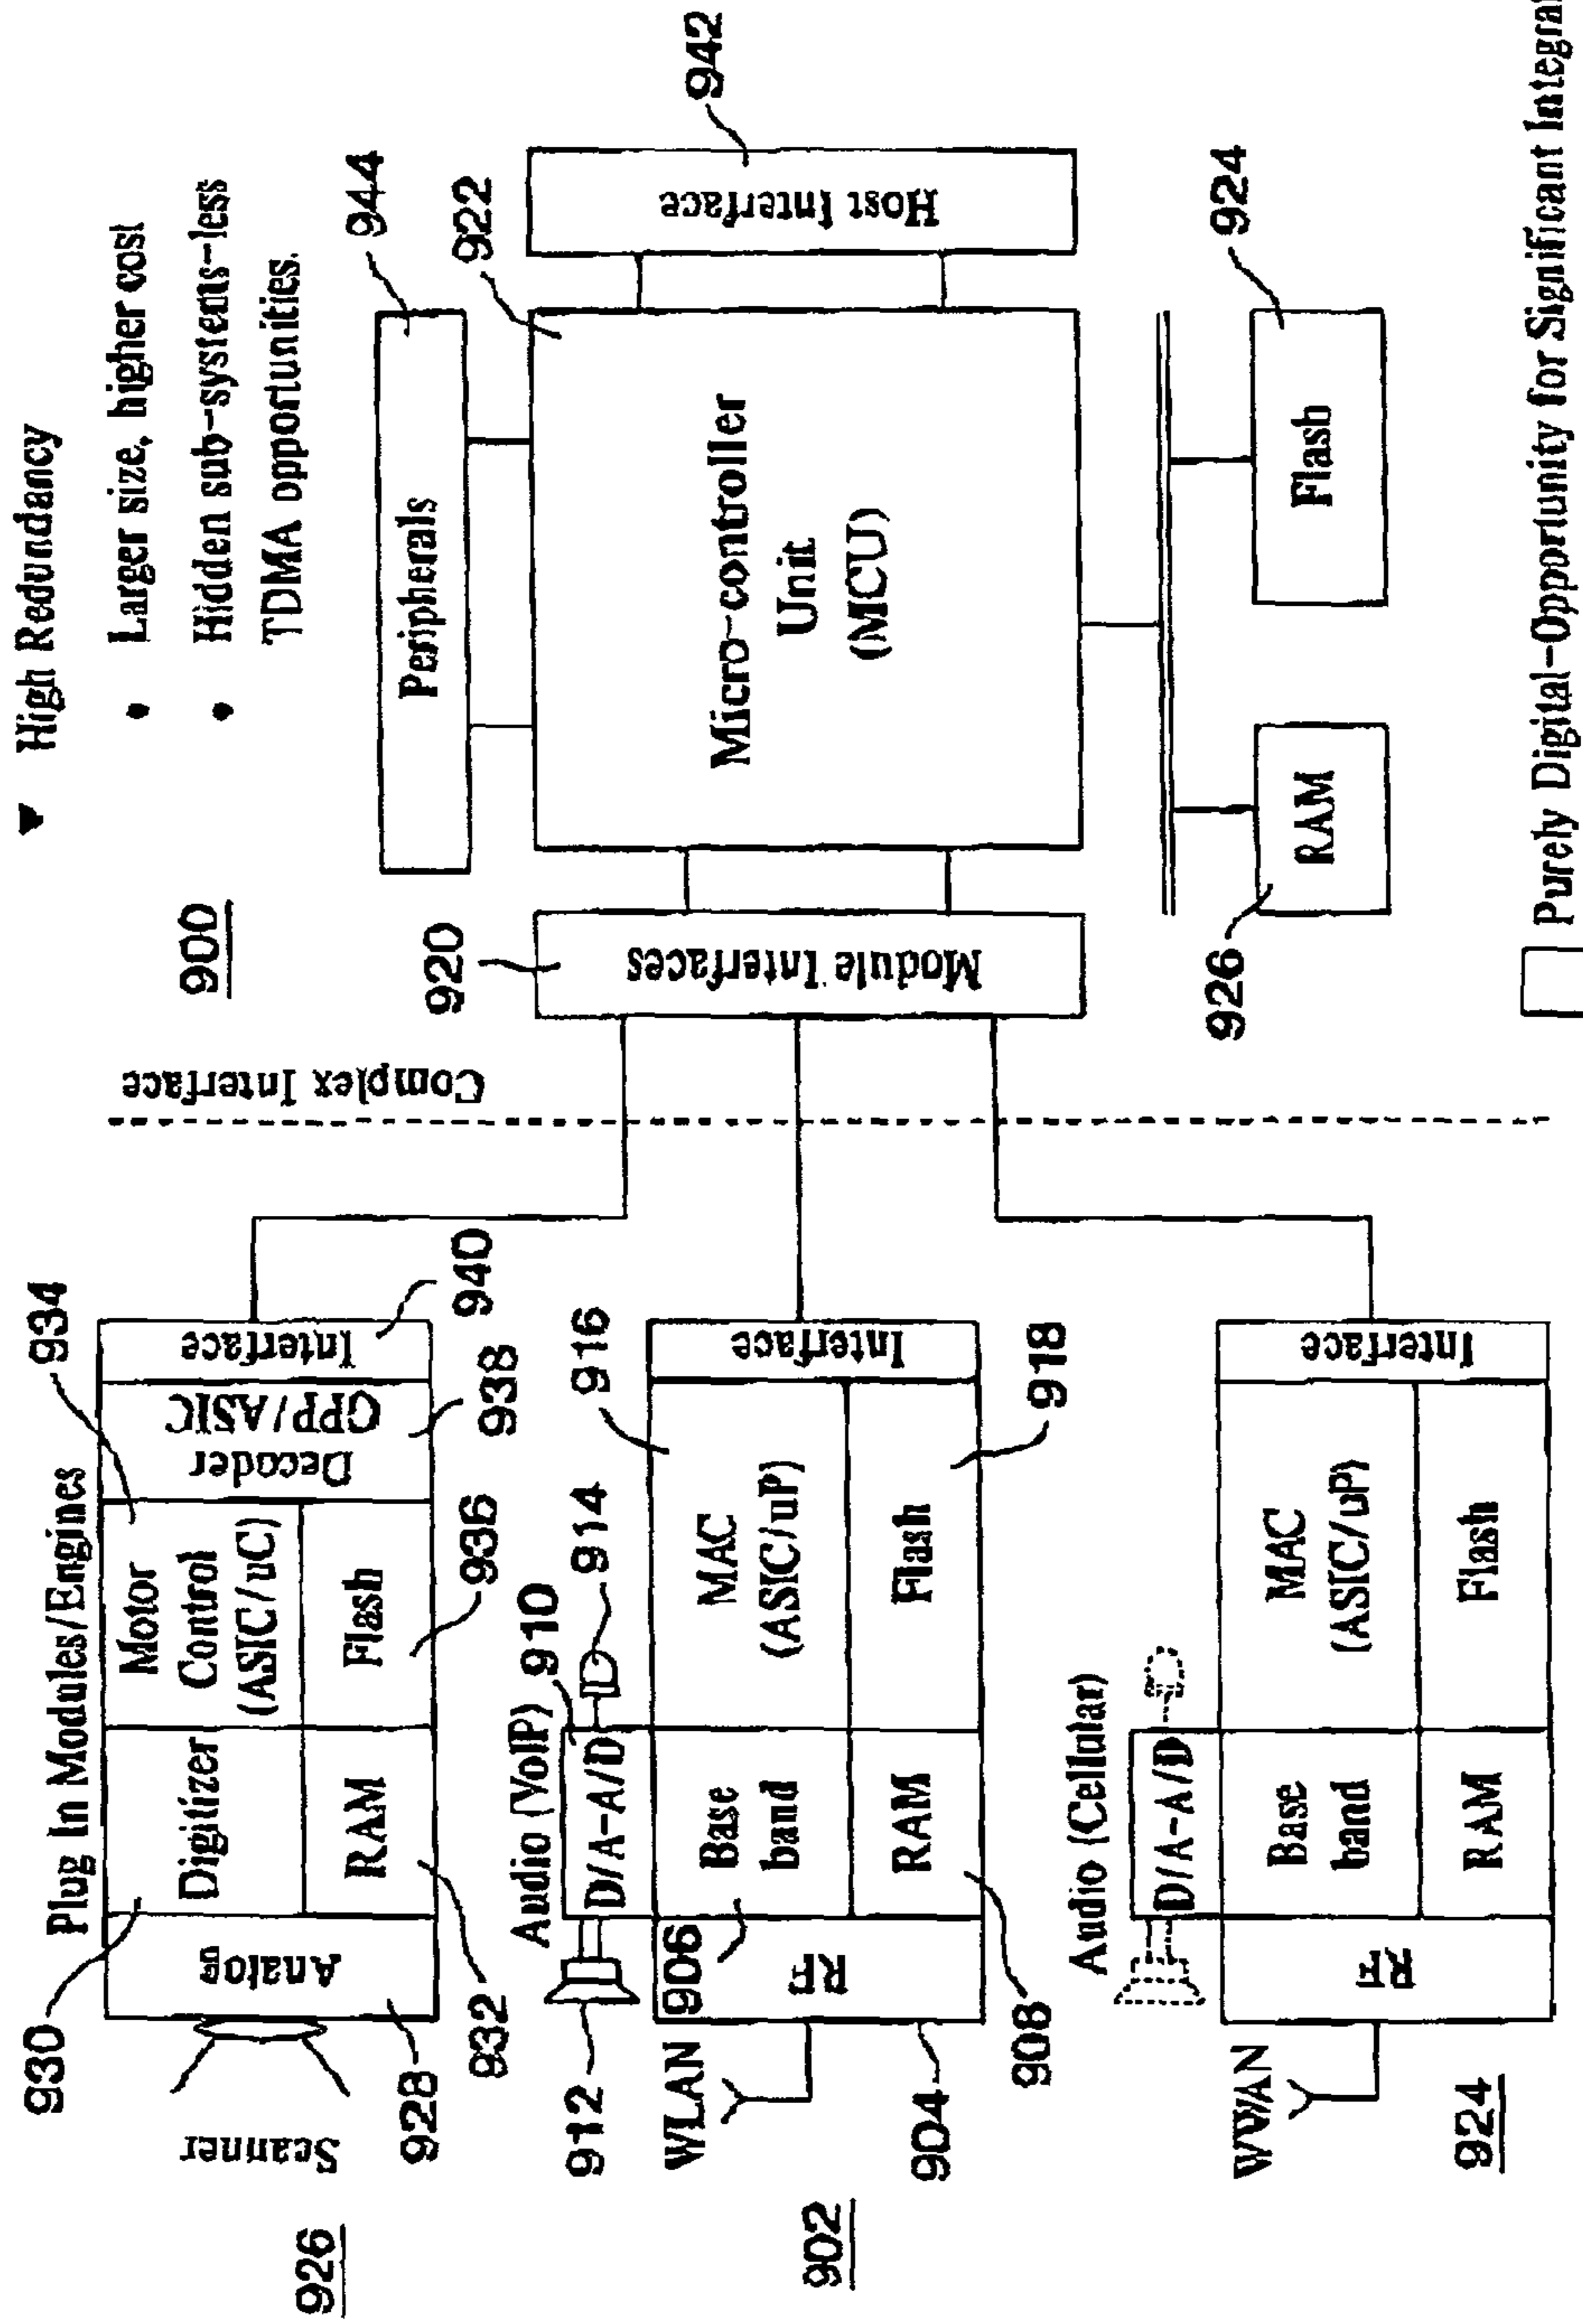 ▼ High Redundancy
• Larger size, higher cost
• Hidden sub-systems-less
TDMA opportunities.
900
Plug In Modules/Engines
Complex Interface
926
Scanner
930
928
932
Analog
Digitizer
RAM
934
Motor
Control
(ASIC/uC)
Flash
936
Decoder
CPP/ASIC
938
Interface
940
Audio (VoIP)
910
912
D/A-A/D
914
902
WLAN
904
906
908
RF
Base
band
RAM
MAC
(ASIC/uP)
Flash
916
918
Interface
Audio (Cellular)
D/A-A/D
924
WWAN
RF
Base
band
RAM
MAC
(ASIC/uP)
Flash
Interface
920
Module Interfaces
Peripherals
944
922
Micro-controller
Unit
(MCU)
Host Interface
942
926
RAM
Flash
924
Purely Digital-Opportunity for Significant